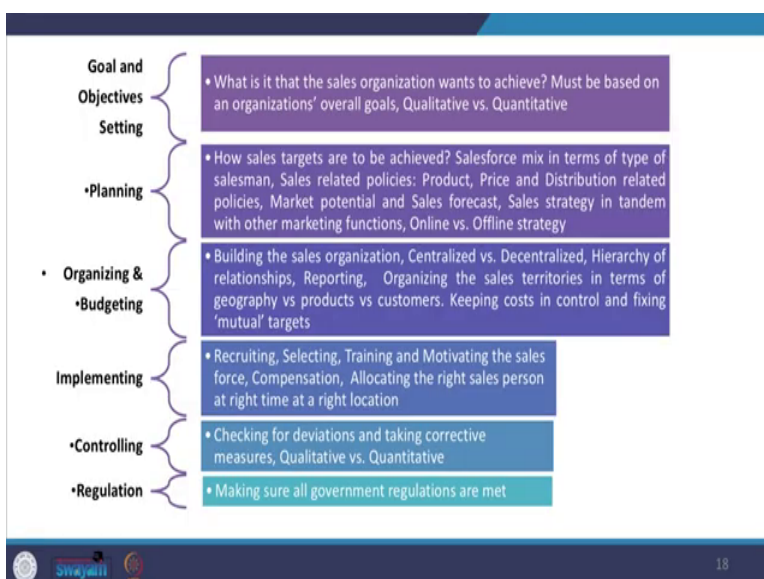 Goal and
Objectives
Setting
• What is it that the sales organization wants to achieve? Must be based on
an organizations' overall goals, Qualitative vs. Quantitative
•Planning
• How sales targets are to be achieved? Salesforce mix in terms of type of
salesman, Sales related policies: Product, Price and Distribution related
policies, Market potential and Sales forecast, Sales strategy in tandem
with other marketing functions, Online vs. Offline strategy
• Organizing &
•Budgeting
• Building the sales organization, Centralized vs. Decentralized, Hierarchy of
relationships, Reporting, Organizing the sales territories in terms of
geography vs products vs customers. Keeping costs in control and fixing
'mutual' targets
Implementing
• Recruiting, Selecting, Training and Motivating the sales
force, Compensation, Allocating the right sales person
at right time at a right location
•Controlling
• Checking for deviations and taking corrective
measures, Qualitative vs. Quantitative
•Regulation
• Making sure all government regulations are met
swayam
18